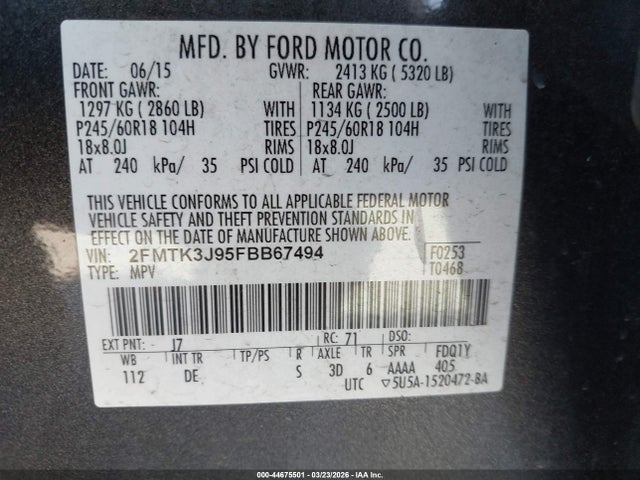 MFD. BY FORD MOTOR CO.
DATE: 06/15 GVWR: 2413 KG ( 5320 LB)
FRONT GAWR: REAR GAWR:
1297 KG ( 2860 LB) WITH 1134 KG ( 2500 LB) WITH
P245/60R18 104H TIRES P245/60R18 104H TIRES
18x8.0J RIMS 18x8.0J RIMS
AT 240 kPa/ 35 PSI COLD AT 240 kPa/ 35 PSI COLD
THIS VEHICLE CONFORMS TO ALL APPLICABLE FEDERAL MOTOR
VEHICLE SAFETY AND THEFT PREVENTION STANDARDS IN
EFFECT ON THE DATE OF MANUFACTURE SHOWN ABOVE.
VIN: 2FMTK3J95FBB67494 F0253
TYPE: MPV T0468
EXT PNT: J7 RC: 71 DSO:
WB INT TR TP/PS R AXLE TR SPR FDQ1Y
112 DE S 3D 6 AAAA 405
UTC ▽5U5A-1520472-BA
000-44675501 - 03/23/2026 - IAA Inc.